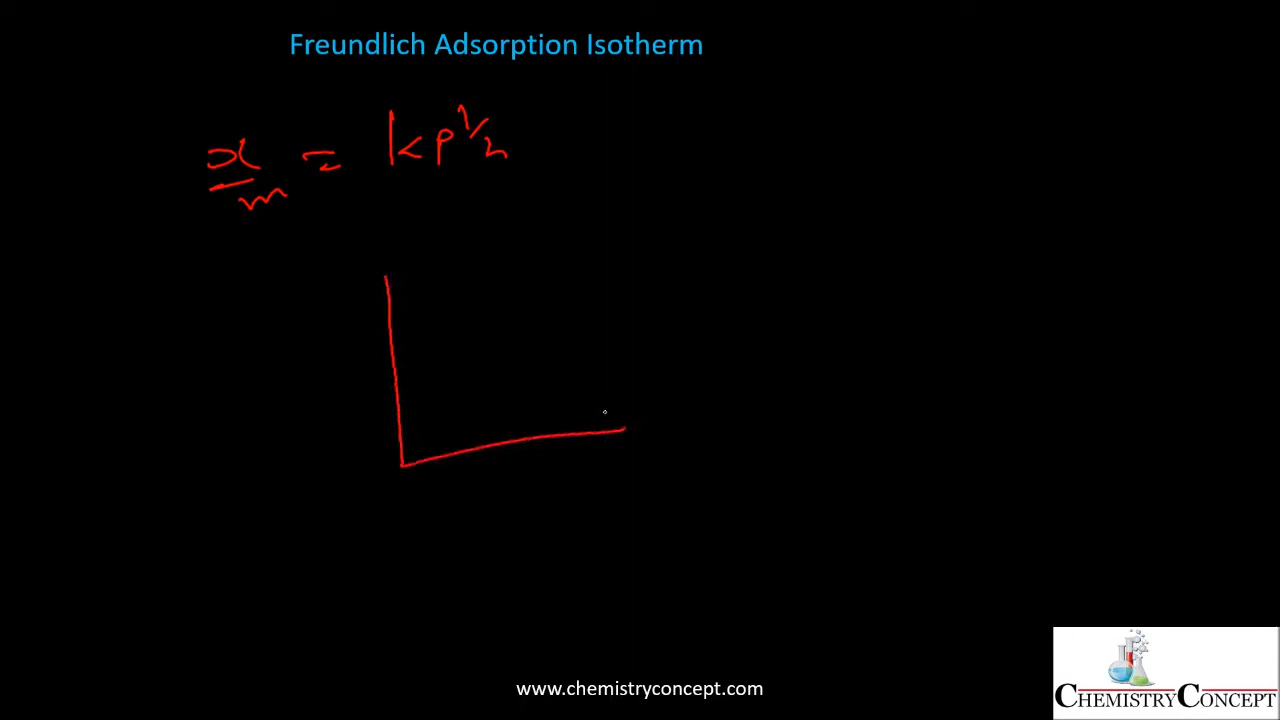 Freundlich Adsorption Isotherm
x/m = kp^1/n
www.chemistryconcept.com
CHEMISTRY CONCEPT